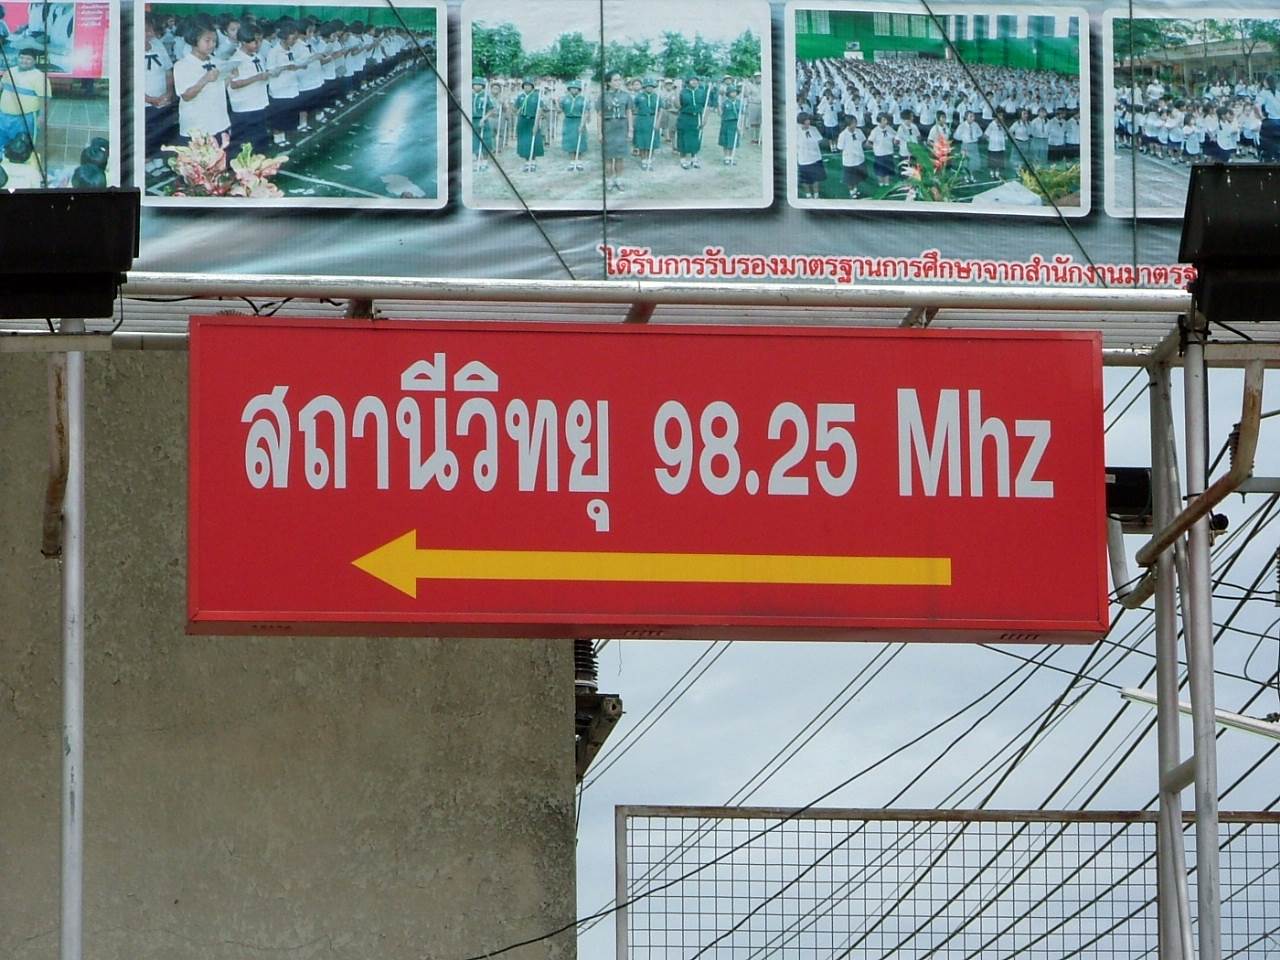 ได้รับการรับรองมาตรฐานการศึกษาจากสำนักงานมาตรฐ
สถานีวิทยุ 98.25 Mhz